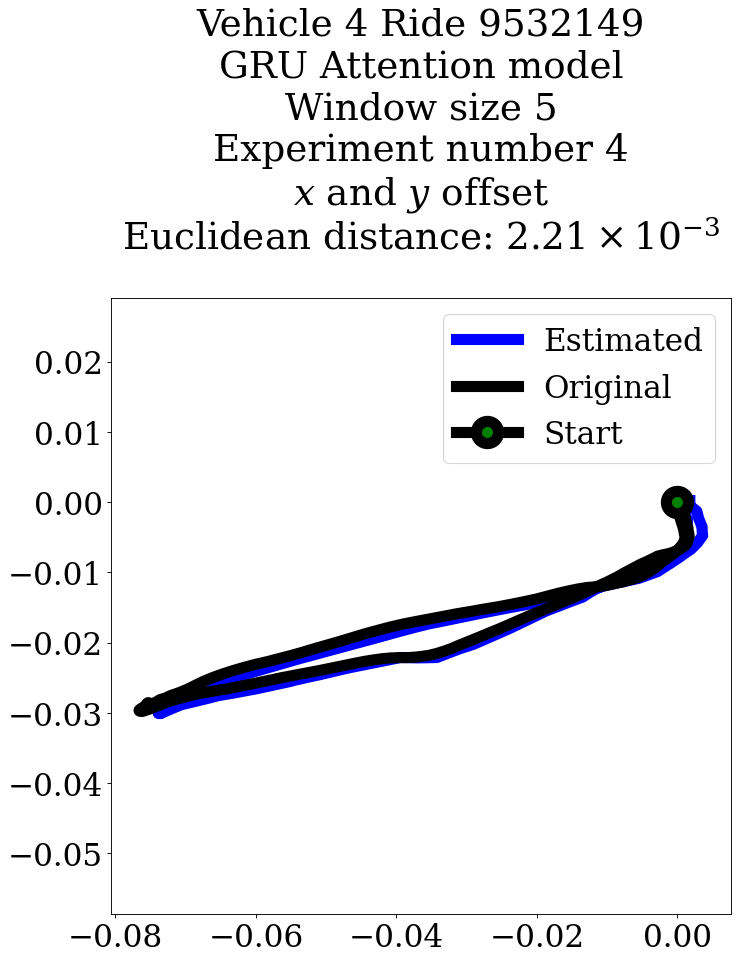 Vehicle 4 Ride 9532149
GRU Attention model
Window size 5
Experiment number 4
x and y offset
Euclidean distance: 2.21 × 10⁻³
Estimated
Original
Start
0.02
0.01
0.00
−0.01
−0.02
−0.03
−0.04
−0.05
−0.08 −0.06 −0.04 −0.02 0.00